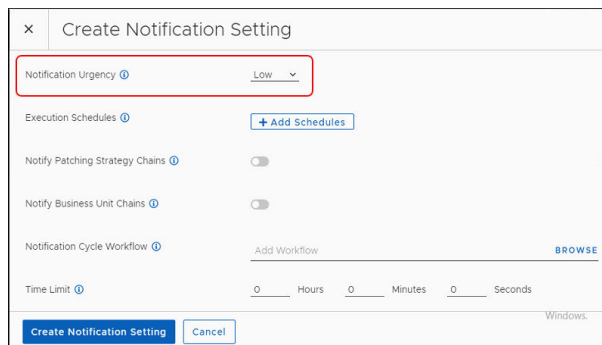 × Create Notification Setting
Notification Urgency Low
Execution Schedules + Add Schedules
Notify Patching Strategy Chains
Notify Business Unit Chains
Notification Cycle Workflow Add Workflow BROWSE
Time Limit 0 Hours 0 Minutes 0 Seconds
Windows.
Create Notification Setting Cancel